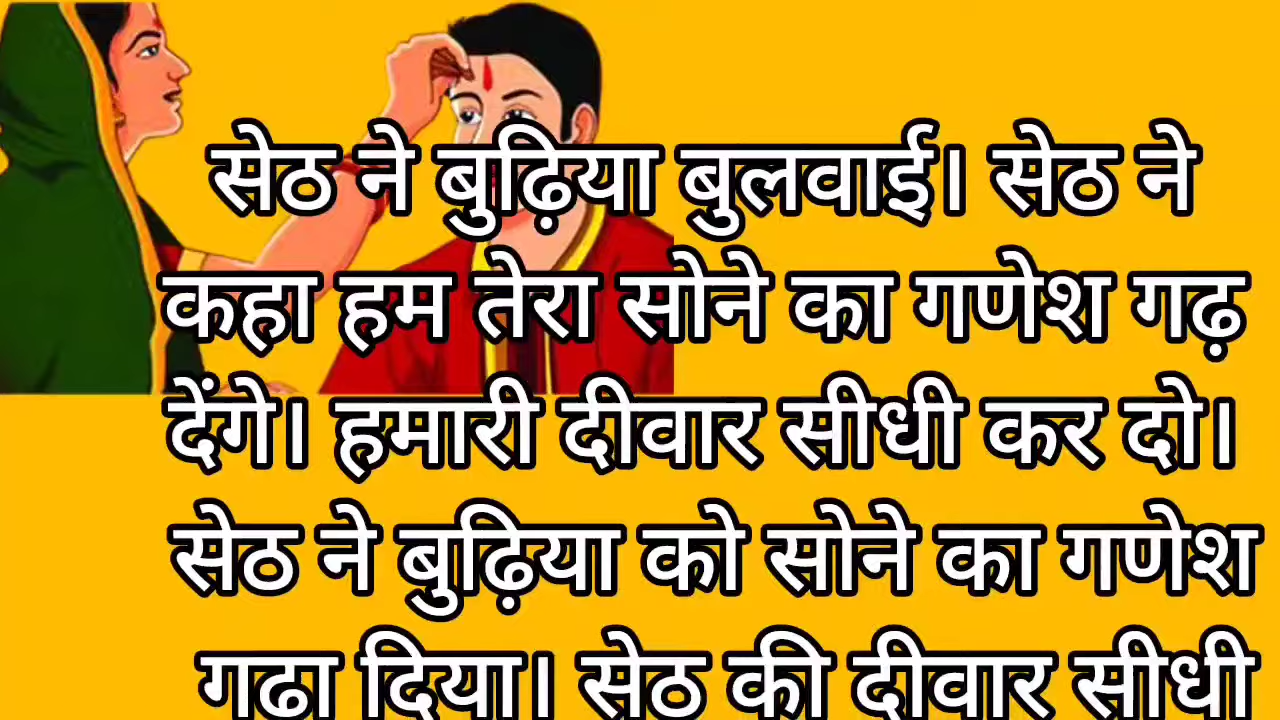 सेठ ने बुढ़िया बुलवाई। सेठ ने
कहा हम तेरा सोने का गणेश गढ़
देंगे। हमारी दीवार सीधी कर दो।
सेठ ने बुढ़िया को सोने का गणेश
गढा दिया। सेठ की दीवार सीधी